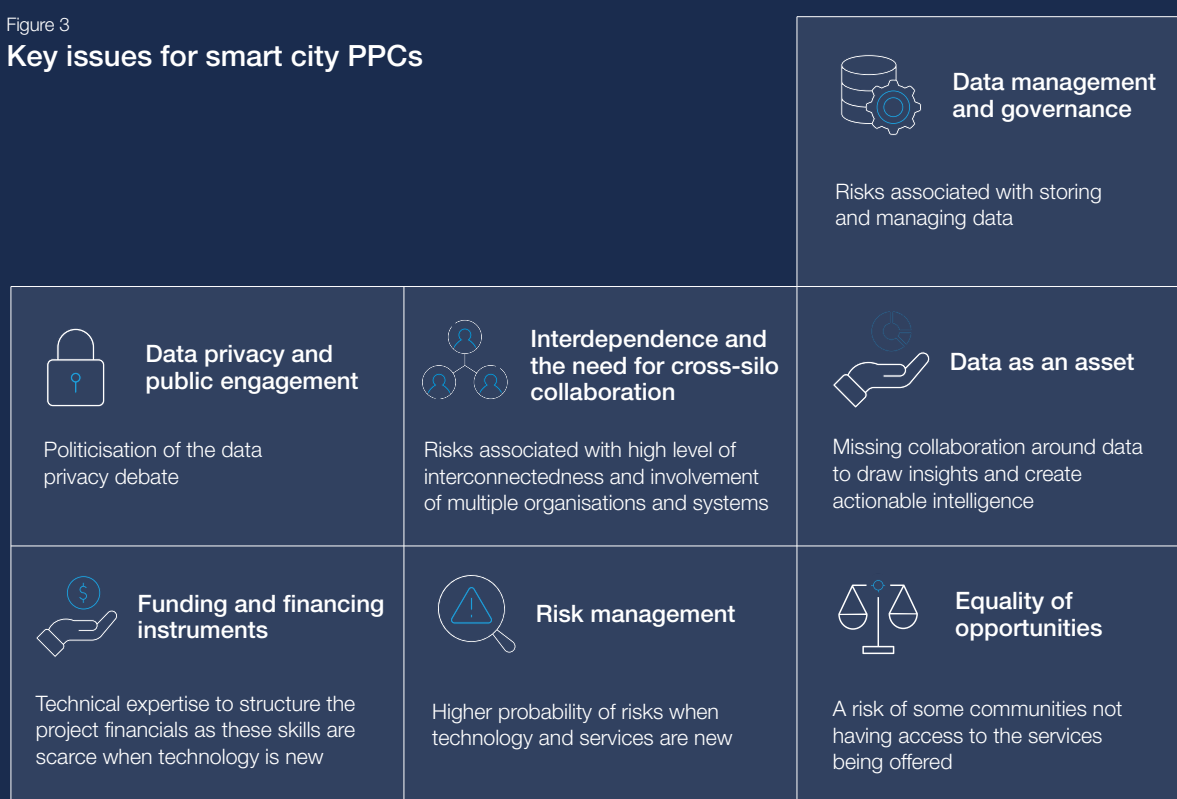 Figure 3
Key issues for smart city PPCs
Data management
and governance
Risks associated with storing
and managing data
Data privacy and
public engagement
Politicisation of the data
privacy debate
Interdependence and
the need for cross-silo
collaboration
Risks associated with high level of
interconnectedness and involvement
of multiple organisations and systems
Data as an asset
Missing collaboration around data
to draw insights and create
actionable intelligence
$
Funding and financing
instruments
Technical expertise to structure the
project financials as these skills are
scarce when technology is new
Risk management
Higher probability of risks when
technology and services are new
Equality of
opportunities
A risk of some communities not
having access to the services
being offered